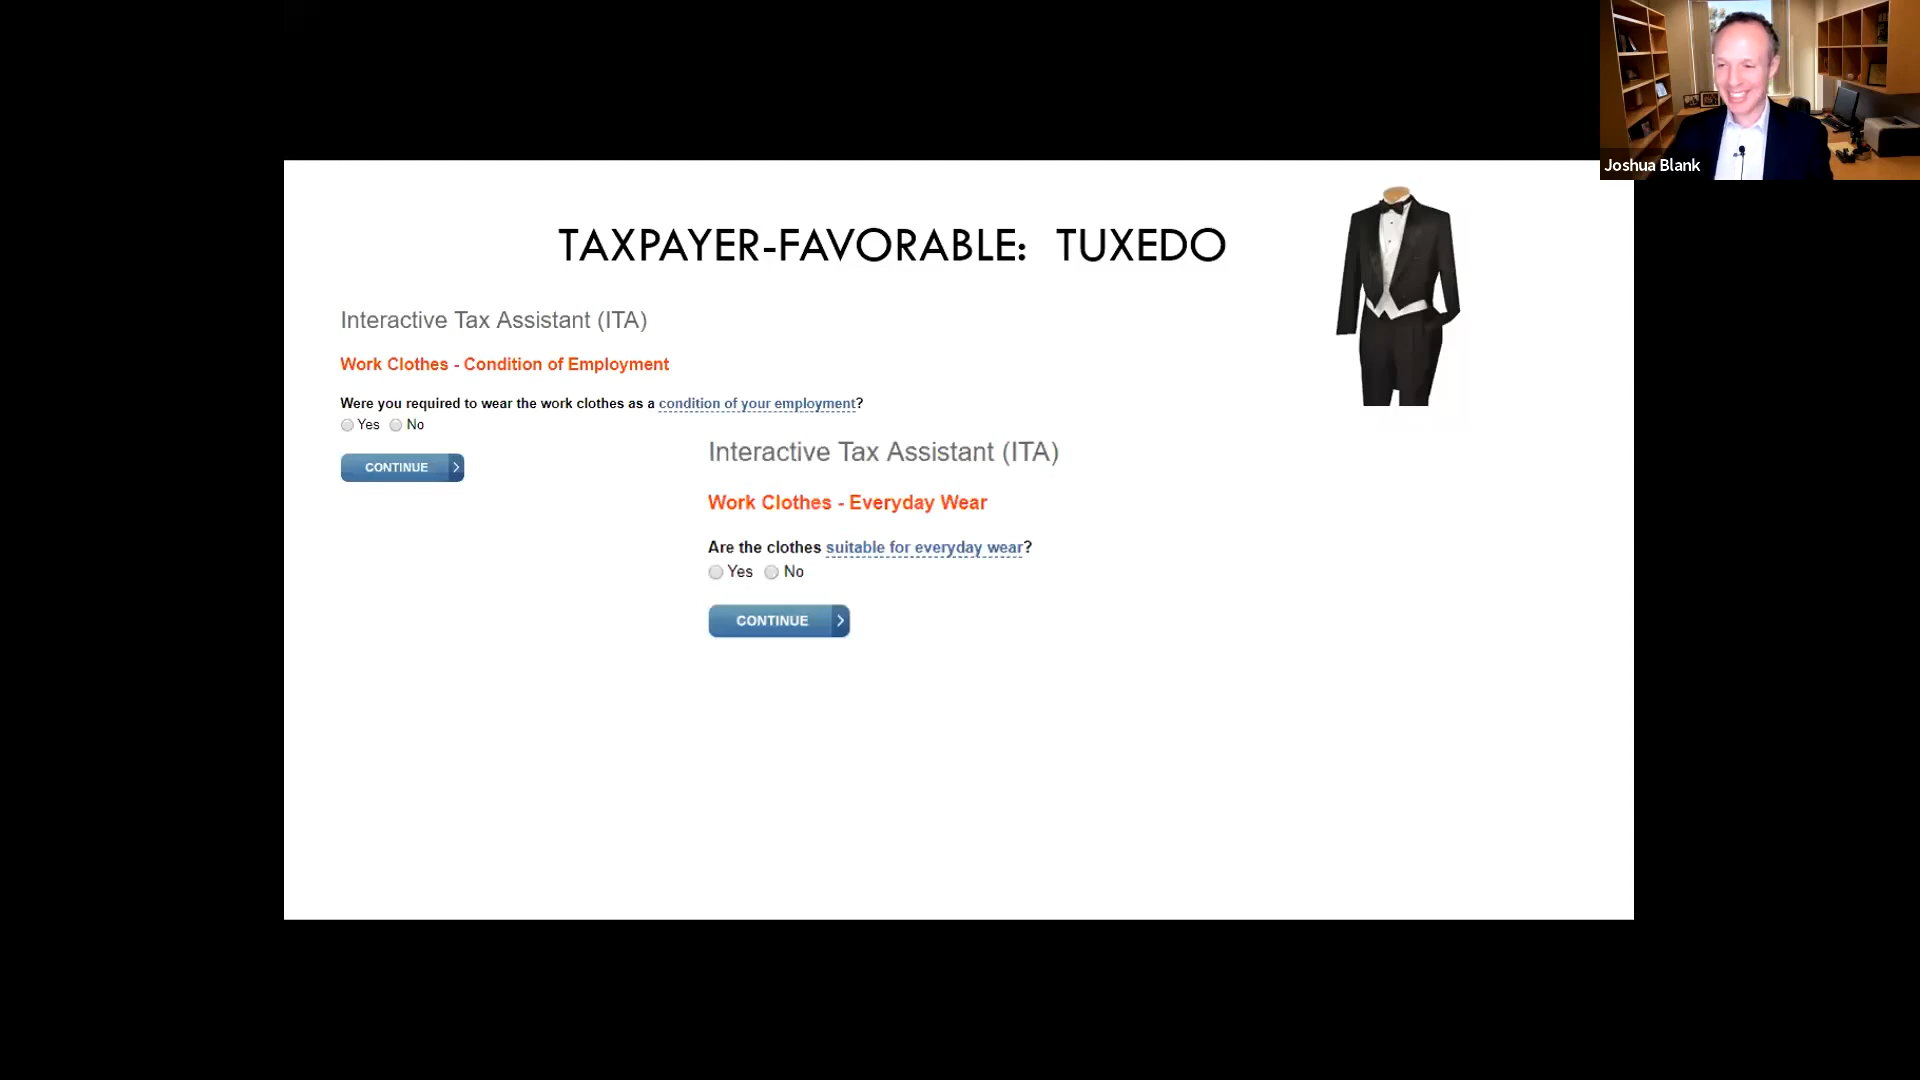 Joshua Blank
TAXPAYER-FAVORABLE: TUXEDO
Interactive Tax Assistant (ITA)
Work Clothes - Condition of Employment
Were you required to wear the work clothes as a condition of your employment?
Yes No
CONTINUE
Interactive Tax Assistant (ITA)
Work Clothes - Everyday Wear
Are the clothes suitable for everyday wear?
Yes No
CONTINUE